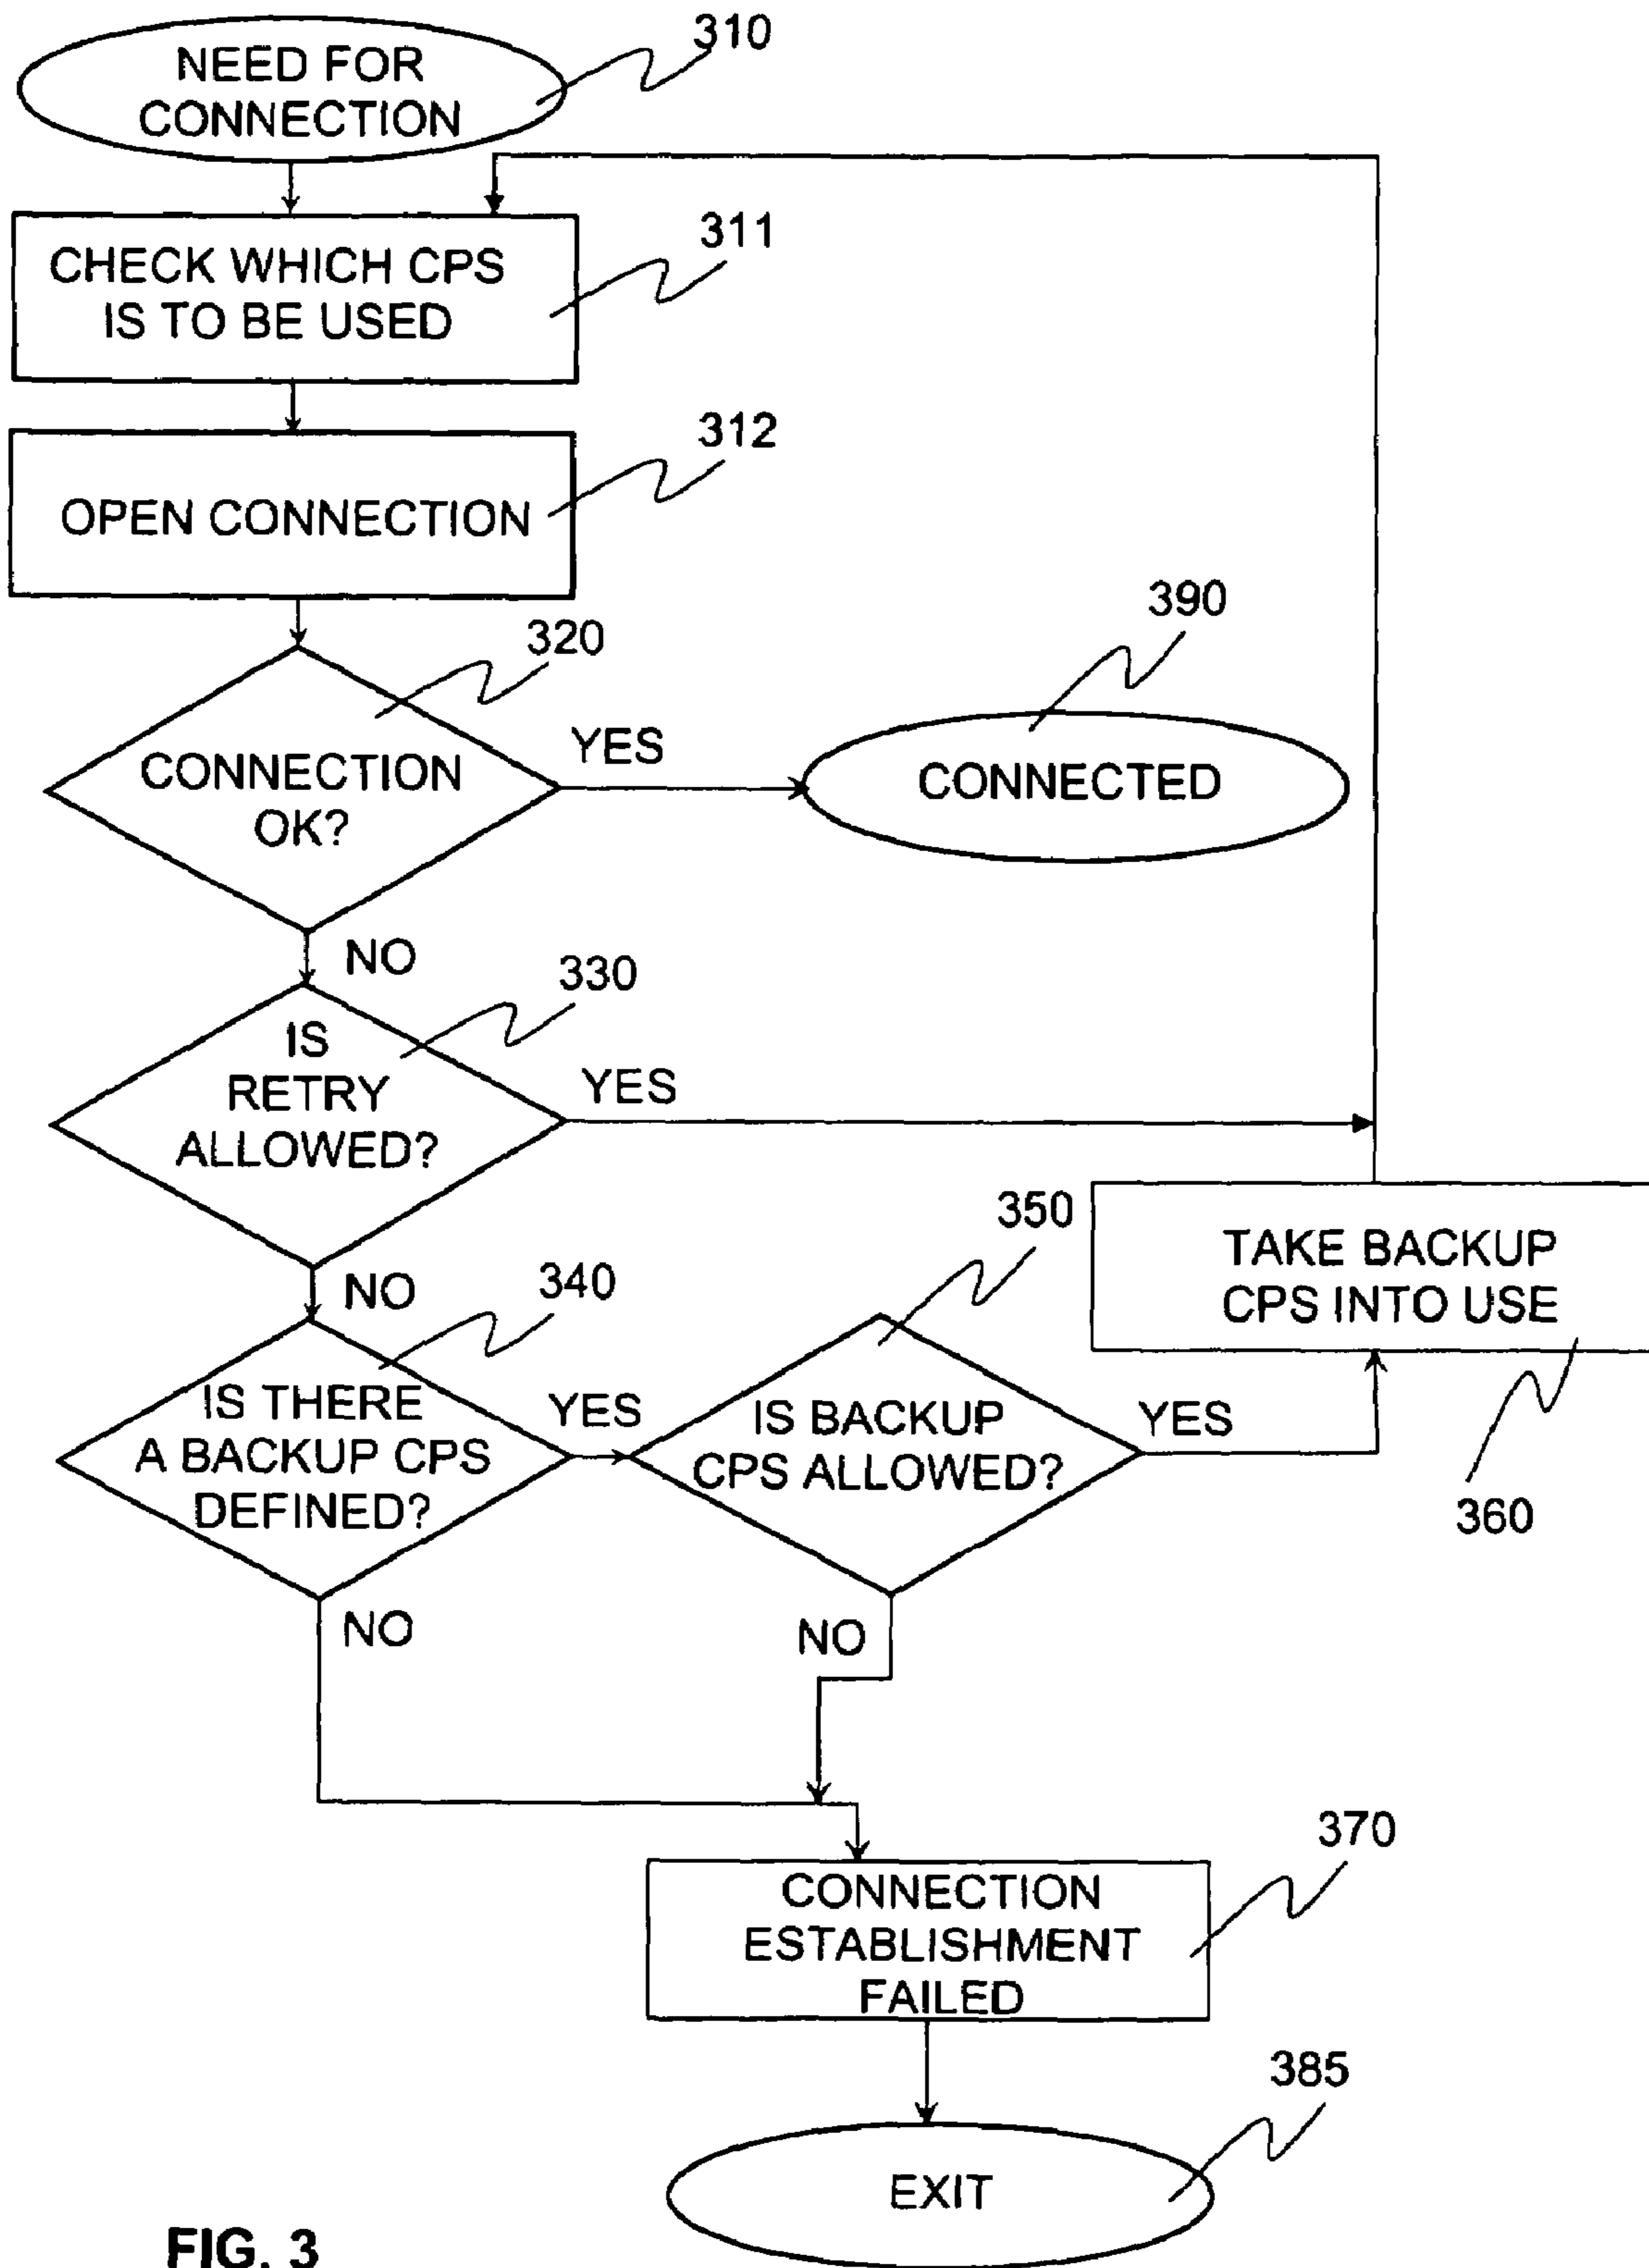 310
NEED FOR
CONNECTION
311
CHECK WHICH CPS
IS TO BE USED
312
OPEN CONNECTION
390
320
YES
CONNECTION
OK?
CONNECTED
NO
330
IS
RETRY
ALLOWED?
YES
350
TAKE BACKUP
CPS INTO USE
NO
340
IS THERE
A BACKUP CPS
DEFINED?
YES
IS BACKUP
CPS ALLOWED?
YES
360
NO
NO
370
CONNECTION
ESTABLISHMENT
FAILED
385
EXIT
FIG. 3